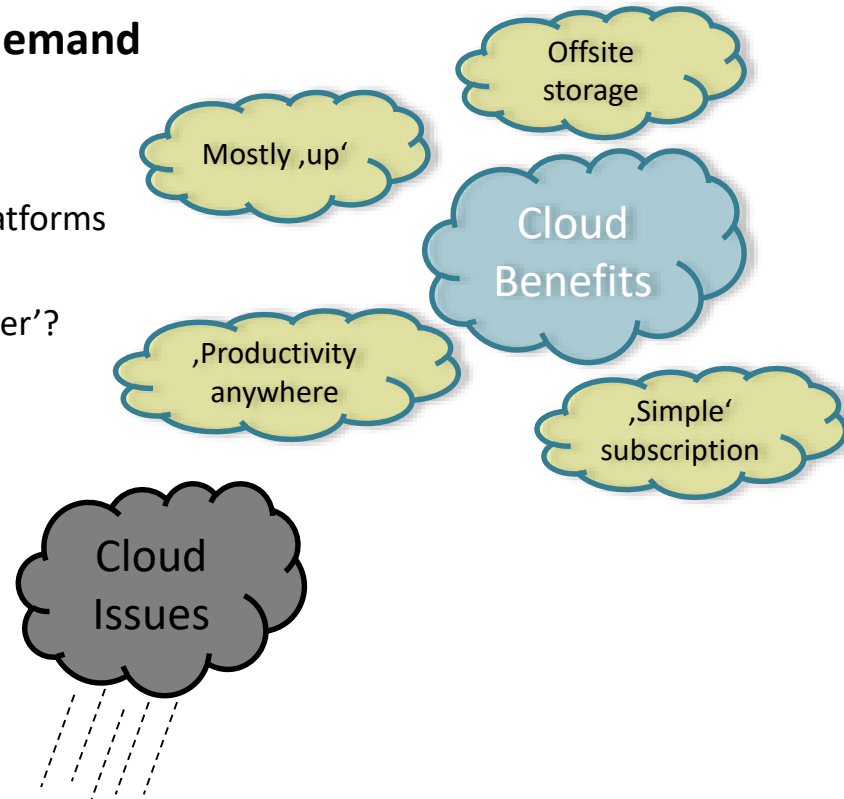 emand
Offsite
storage
Mostly ‚up‘
atforms
Cloud
Benefits
er’?
‚Productivity
anywhere
‚Simple‘
subscription
Cloud
Issues